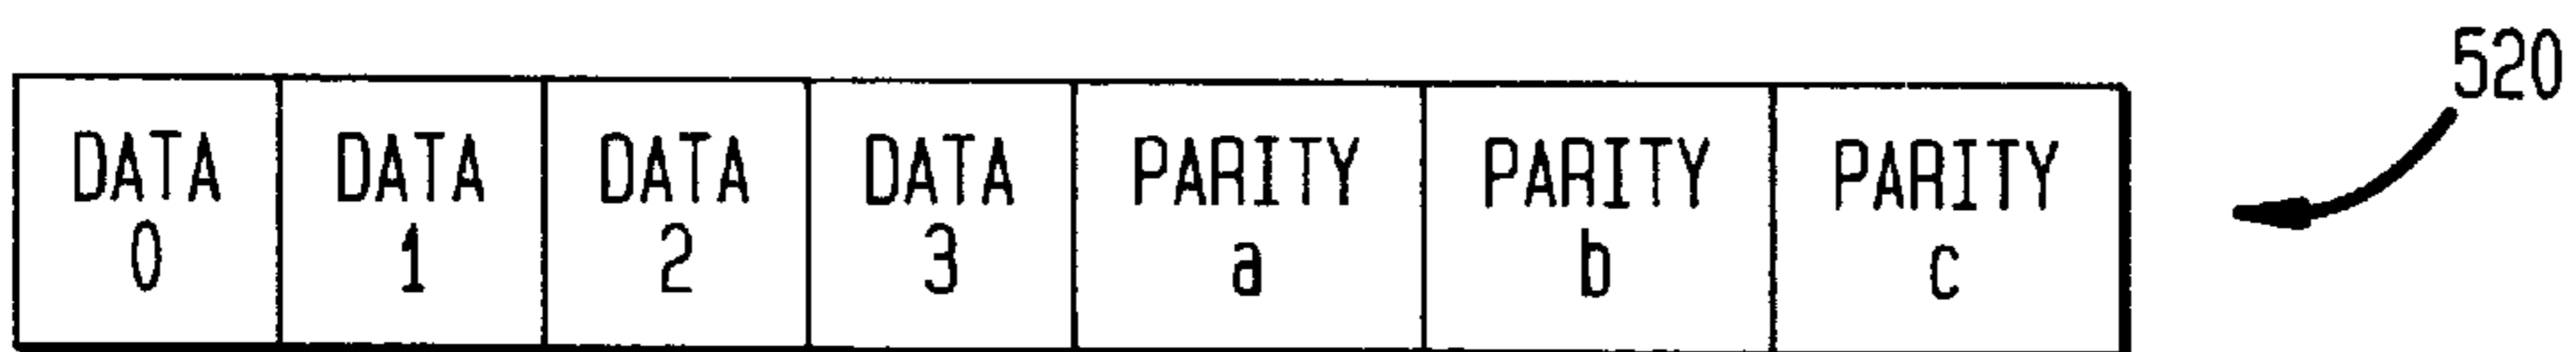 520
DATA DATA DATA DATA PARITY PARITY PARITY
0 1 2 3 a b c